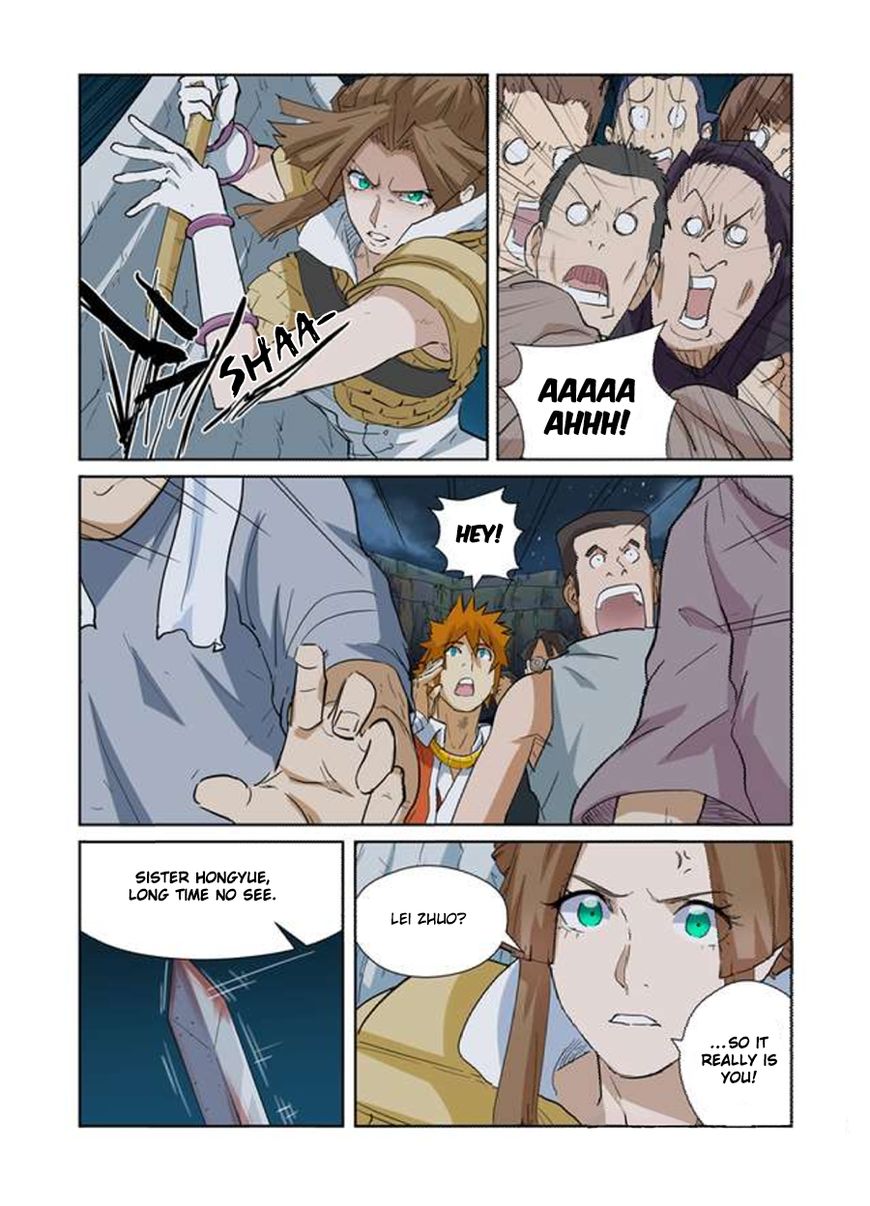 SHAA-
AAAAA
AHHH!
HEY!
SISTER HONGYUE,
LONG TIME NO SEE.
LEI ZHUO?
...SO IT
REALLY IS
YOU!